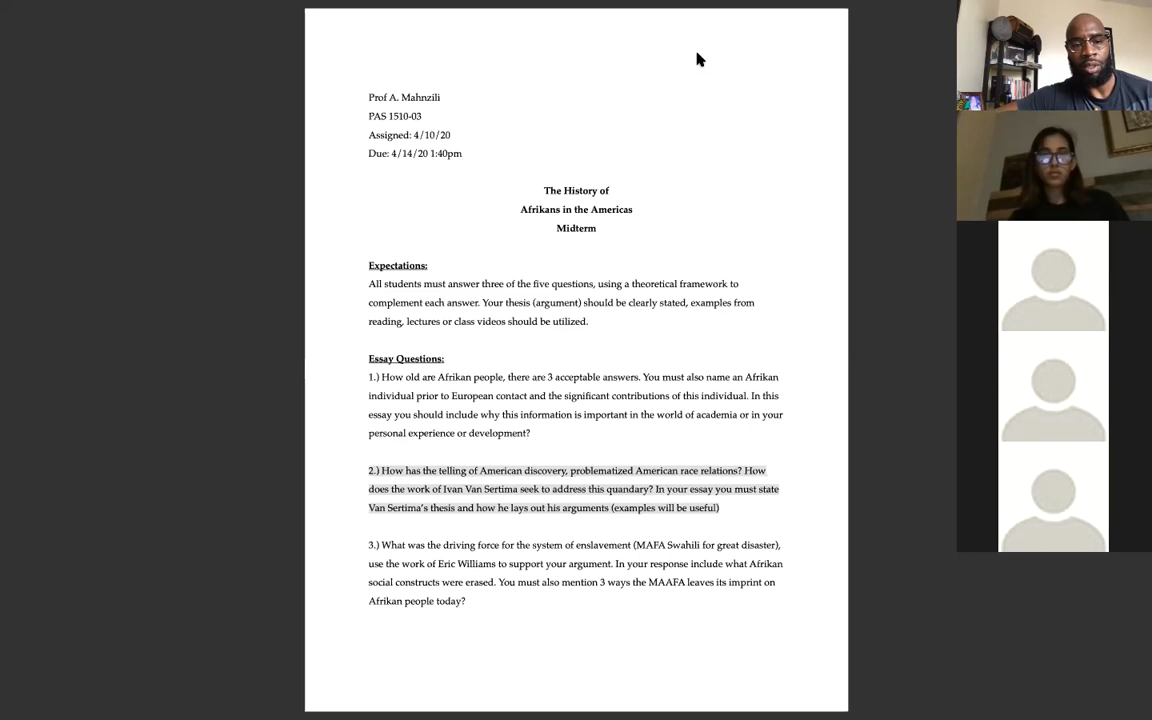 Prof A. Mahnzili
PAS 1510-03
Assigned: 4/10/20
Due: 4/14/20 1:40pm
The History of
Afrikans in the Americas
Midterm
Expectations:
All students must answer three of the five questions, using a theoretical framework to
complement each answer. Your thesis (argument) should be clearly stated, examples from
reading, lectures or class videos should be utilized.
Essay Questions:
1.) How old are Afrikan people, there are 3 acceptable answers. You must also name an Afrikan
individual prior to European contact and the significant contributions of this individual. In this
essay you should include why this information is important in the world of academia or in your
personal experience or development?
2.) How has the telling of American discovery, problematized American race relations? How
does the work of Ivan Van Sertima seek to address this quandary? In your essay you must state
Van Sertima's thesis and how he lays out his arguments (examples will be useful)
3.) What was the driving force for the system of enslavement (MAFA Swahili for great disaster),
use the work of Eric Williams to support your argument. In your response include what Afrikan
social constructs were erased. You must also mention 3 ways the MAAFA leaves its imprint on
Afrikan people today?